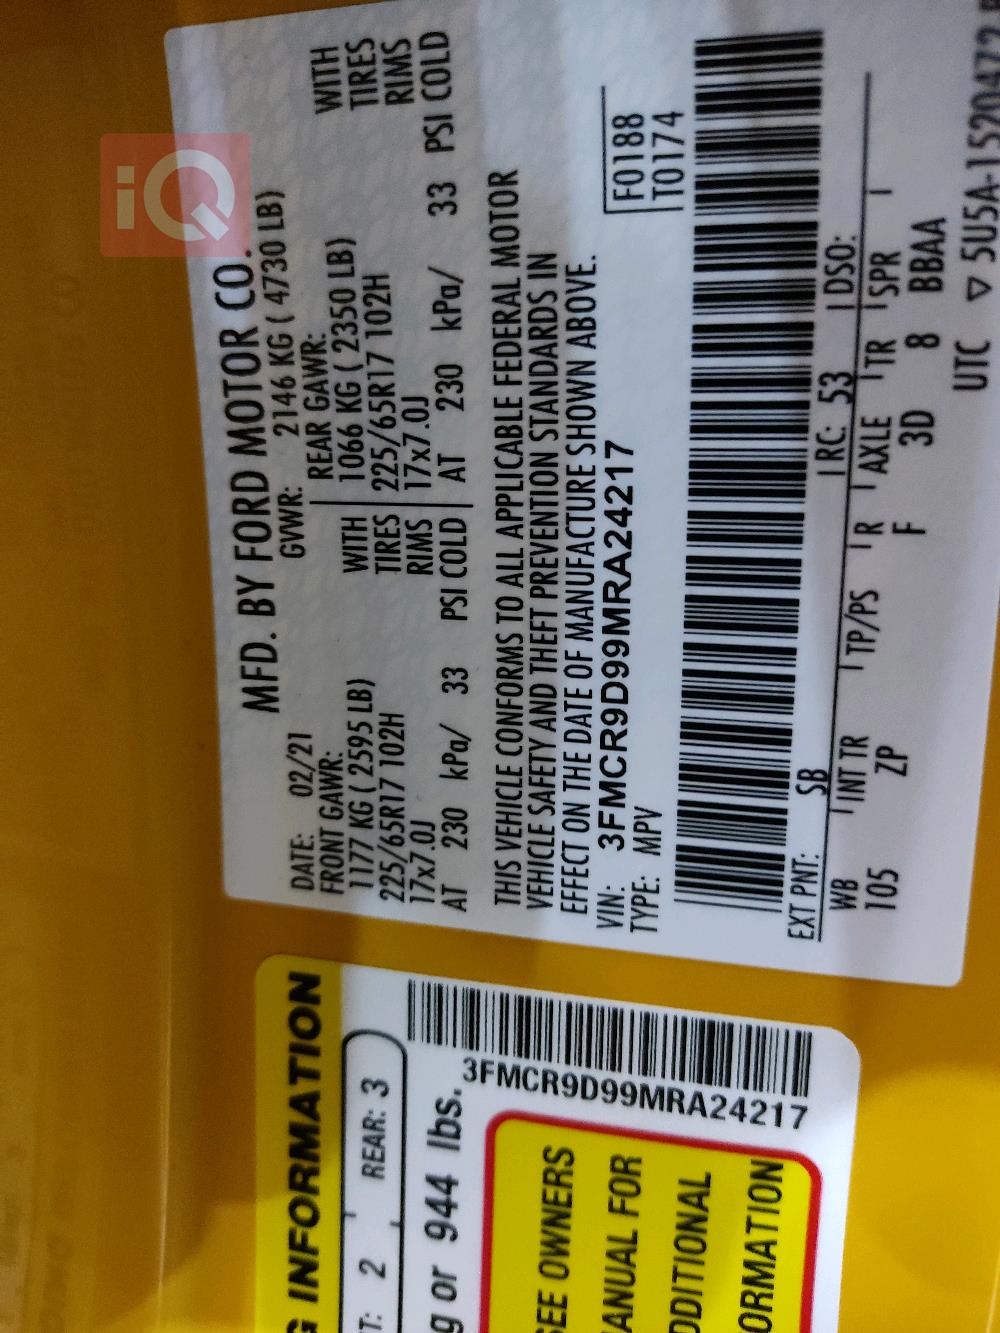 iQ
MFD. BY FORD MOTOR CO.
DATE: 02/21 GVWR: 2146 KG ( 4730 LB)
FRONT GAWR: REAR GAWR:
1177 KG ( 2595 LB) WITH 1066 KG ( 2350 LB) WITH
225/65R17 102H TIRES 225/65R17 102H TIRES
17x7.0J RIMS 17x7.0J RIMS
AT 230 kPa/ 33 PSI COLD AT 230 kPa/ 33 PSI COLD
THIS VEHICLE CONFORMS TO ALL APPLICABLE FEDERAL MOTOR
VEHICLE SAFETY AND THEFT PREVENTION STANDARDS IN
EFFECT ON THE DATE OF MANUFACTURE SHOWN ABOVE.
VIN: 3FMCR9D99MRA24217 F0188
TYPE: MPV T0174
EXT PNT: SB RC: 53 DSO:
WB INT TR TP/PS R AXLE TR SPR
105 ZP F 3D 8 BBAA
UTC ▽ 5U5A-1520472-
INFORMATION
2 REAR: 3
g or 944 lbs.
3FMCR9D99MRA24217
SEE OWNERS
MANUAL FOR
ADDITIONAL
INFORMATION